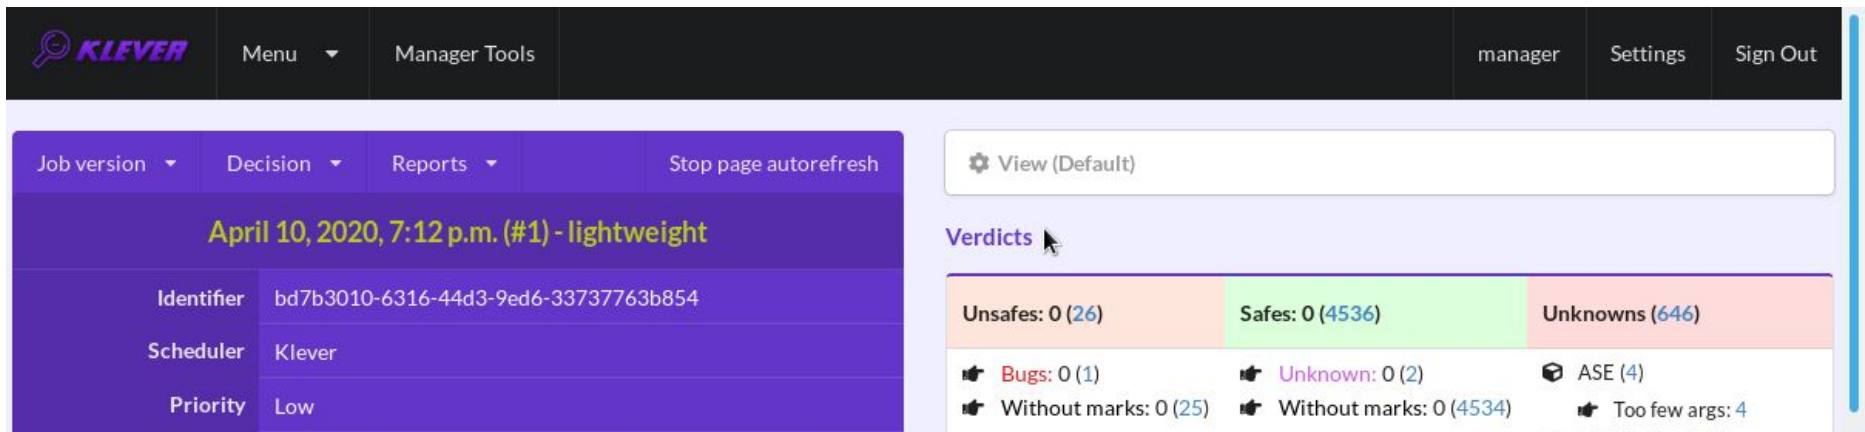 KLEVER Menu Manager Tools manager Settings Sign Out
Job version Decision Reports Stop page autorefresh
April 10, 2020, 7:12 p.m. (#1) - lightweight
Identifier bd7b3010-6316-44d3-9ed6-33737763b854
Scheduler Klever
Priority Low
View (Default)
Verdicts
Unsafes: 0 (26) Safes: 0 (4536) Unknowns (646)
Bugs: 0 (1) Unknown: 0 (2) ASE (4)
Without marks: 0 (25) Without marks: 0 (4534) Too few args: 4